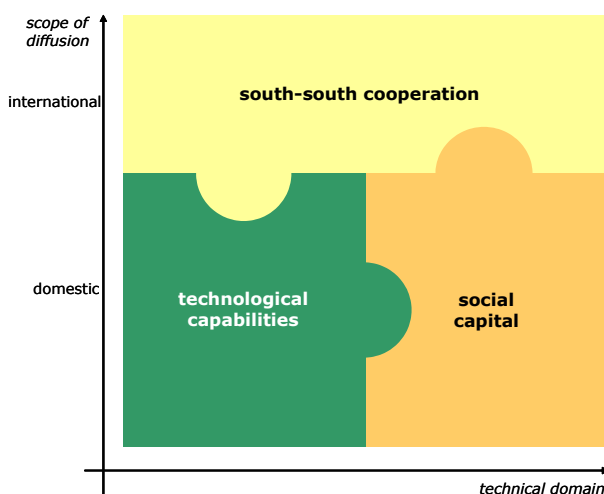 scope of
diffusion
international
south-south cooperation
domestic
technological
capabilities
social
capital
technical domain